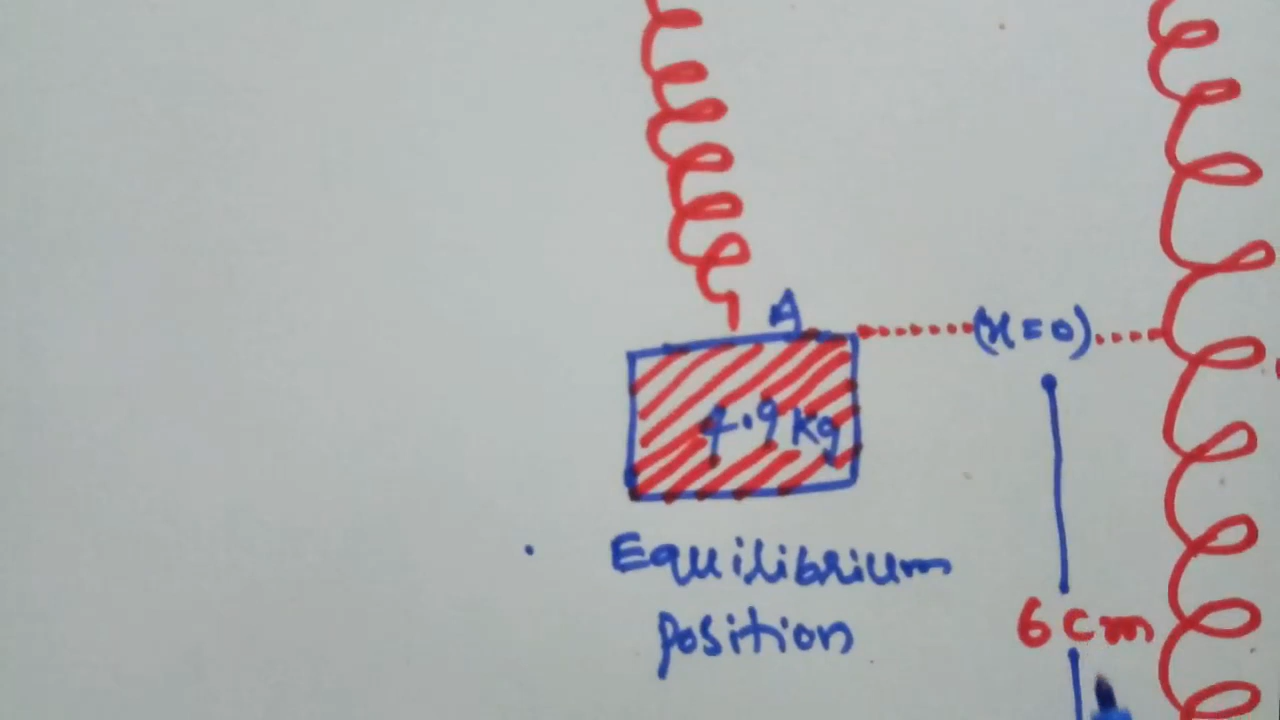 A
(x=0)
4.9 kg
Equilibrium
position
6 cm